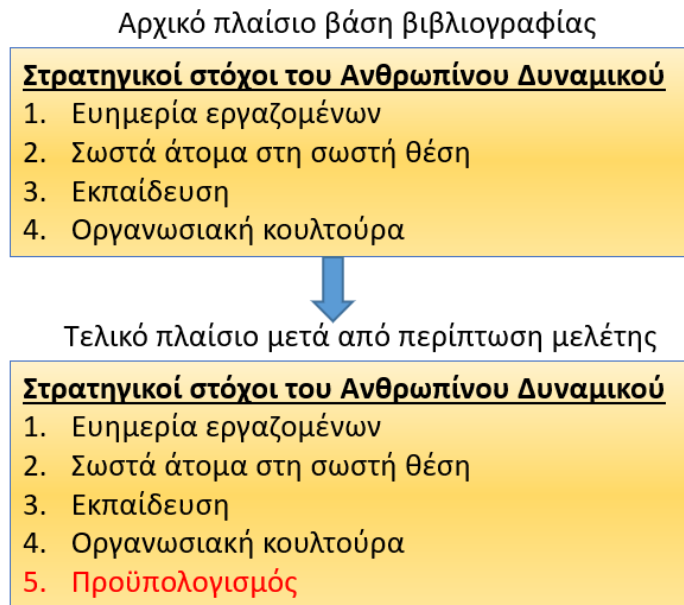 Αρχικό πλαίσιο βάση βιβλιογραφίας
Στρατηγικοί στόχοι του Ανθρωπίνου Δυναμικού
1. Ευημερία εργαζομένων
2. Σωστά άτομα στη σωστή θέση
3. Εκπαίδευση
4. Οργανωσιακή κουλτούρα
Τελικό πλαίσιο μετά από περίπτωση μελέτης
Στρατηγικοί στόχοι του Ανθρωπίνου Δυναμικού
1. Ευημερία εργαζομένων
2. Σωστά άτομα στη σωστή θέση
3. Εκπαίδευση
4. Οργανωσιακή κουλτούρα
5. Προϋπολογισμός